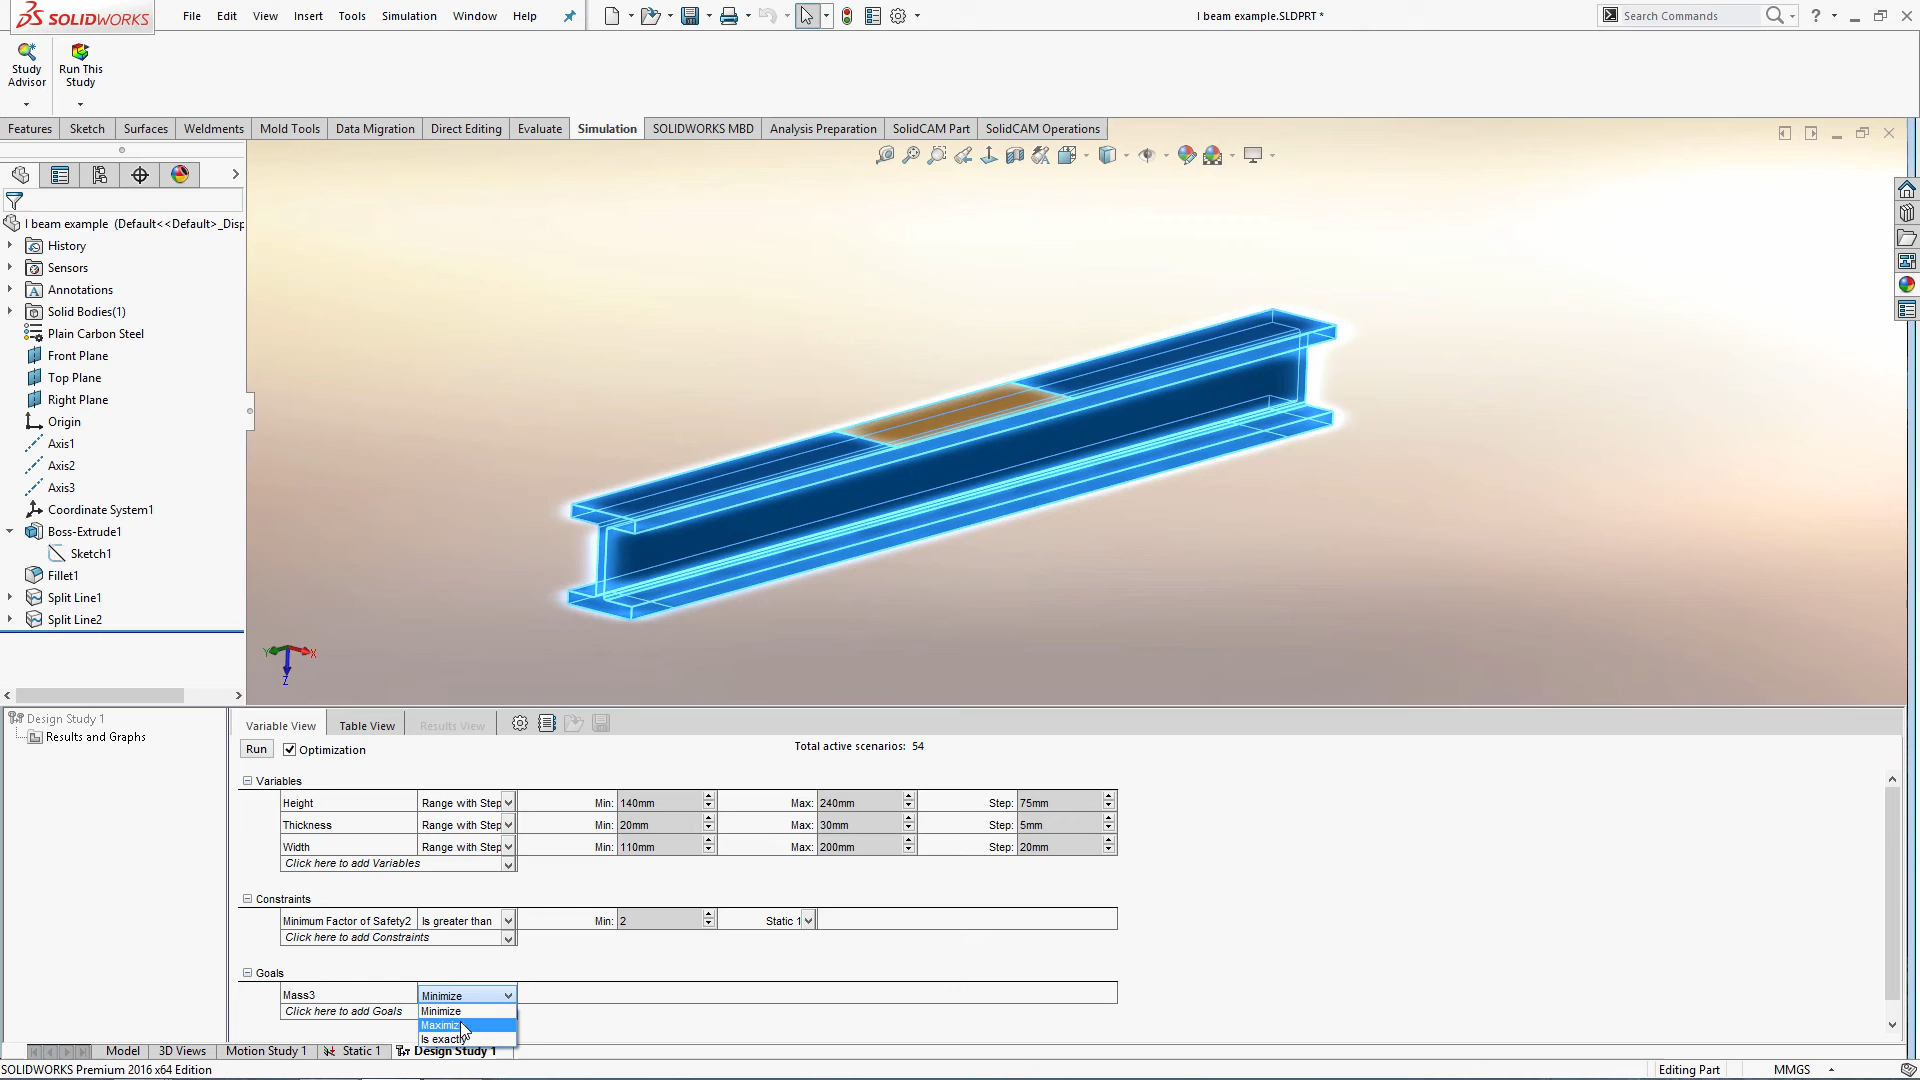 SOLIDWORKS File Edit View Insert Tools Simulation Window Help I beam example.SLDPRT * Search Commands ?
Study Advisor
Run This Study
Features Sketch Surfaces Weldments Mold Tools Data Migration Direct Editing Evaluate Simulation SOLIDWORKS MBD Analysis Preparation SolidCAM Part SolidCAM Operations
I beam example (Default<<Default>_Disp
History
Sensors
Annotations
Solid Bodies(1)
Plain Carbon Steel
Front Plane
Top Plane
Right Plane
Origin
Axis1
Axis2
Axis3
Coordinate System1
Boss-Extrude1
Sketch1
Fillet1
Split Line1
Split Line2
Y X
Z
Design Study 1
Results and Graphs
Variable View Table View Results View
Run Optimization Total active scenarios: 54
Variables
Height Range with Step Min: 140mm Max: 240mm Step: 75mm
Thickness Range with Step Min: 20mm Max: 30mm Step: 5mm
Width Range with Step Min: 110mm Max: 200mm Step: 20mm
Click here to add Variables
Constraints
Minimum Factor of Safety2 Is greater than Min: 2 Static 1
Click here to add Constraints
Goals
Mass3 Minimize
Click here to add Goals Minimize
Maximiz
Is exactly
Model 3D Views Motion Study 1 Static 1 Design Study 1
SOLIDWORKS Premium 2016 x64 Edition Editing Part MMGS